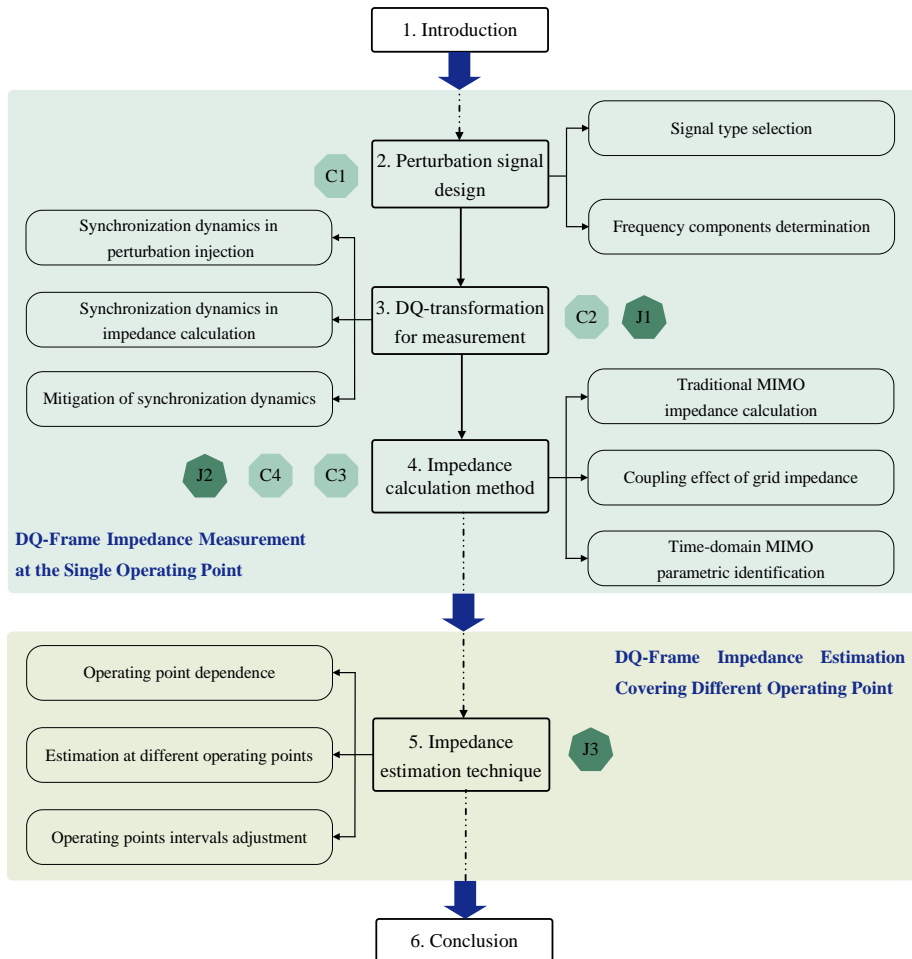 1. Introduction
2. Perturbation signal
design
C1
Signal type selection
Frequency components determination
Synchronization dynamics in
perturbation injection
Synchronization dynamics in
impedance calculation
Mitigation of synchronization dynamics
3. DQ-transformation
for measurement
C2
J1
J2
C4
C3
4. Impedance
calculation method
Traditional MIMO
impedance calculation
Coupling effect of grid impedance
Time-domain MIMO
parametric identification
DQ-Frame Impedance Measurement
at the Single Operating Point
DQ-Frame Impedance Estimation
Covering Different Operating Point
Operating point dependence
Estimation at different operating points
Operating points intervals adjustment
5. Impedance
estimation technique
J3
6. Conclusion